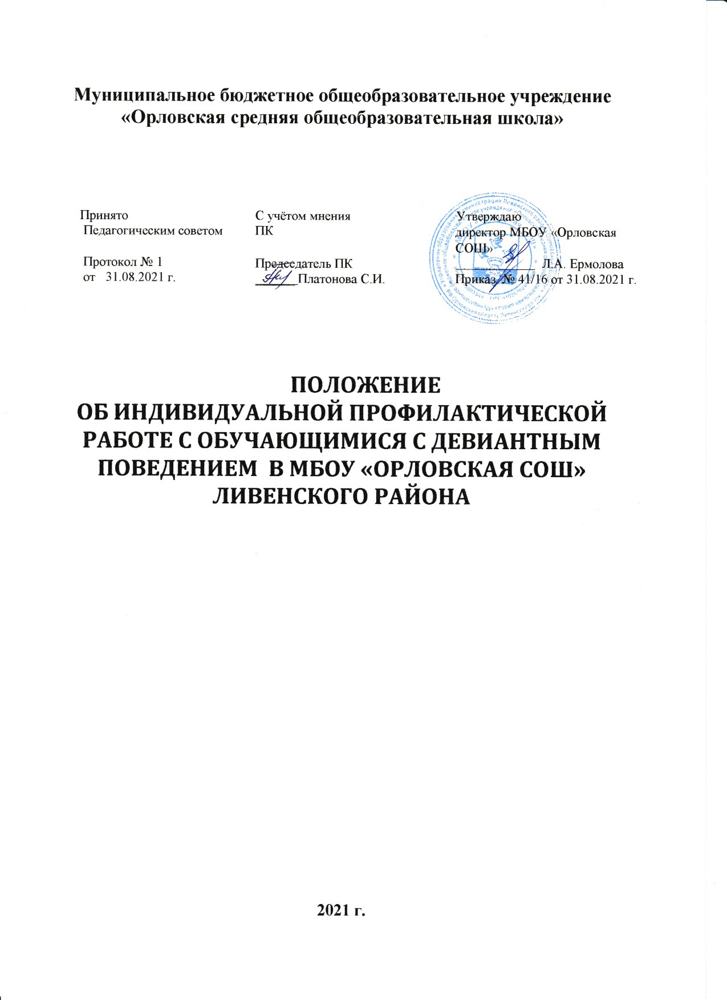 Муниципальное бюджетное общеобразовательное учреждение
«Орловская средняя общеобразовательная школа»
Принято
Педагогическим советом
Протокол № 1
от 31.08.2021 г.
С учётом мнения
ПК
Председатель ПК
______Платонова С.И.
Утверждаю
директор МБОУ «Орловская
СОШ»
____________ Л.А. Ермолова
Приказ № 41/16 от 31.08.2021 г.
ПОЛОЖЕНИЕ
ОБ ИНДИВИДУАЛЬНОЙ ПРОФИЛАКТИЧЕСКОЙ
РАБОТЕ С ОБУЧАЮЩИМИСЯ С ДЕВИАНТНЫМ
ПОВЕДЕНИЕМ В МБОУ «ОРЛОВСКАЯ СОШ»
ЛИВЕНСКОГО РАЙОНА
2021 г.